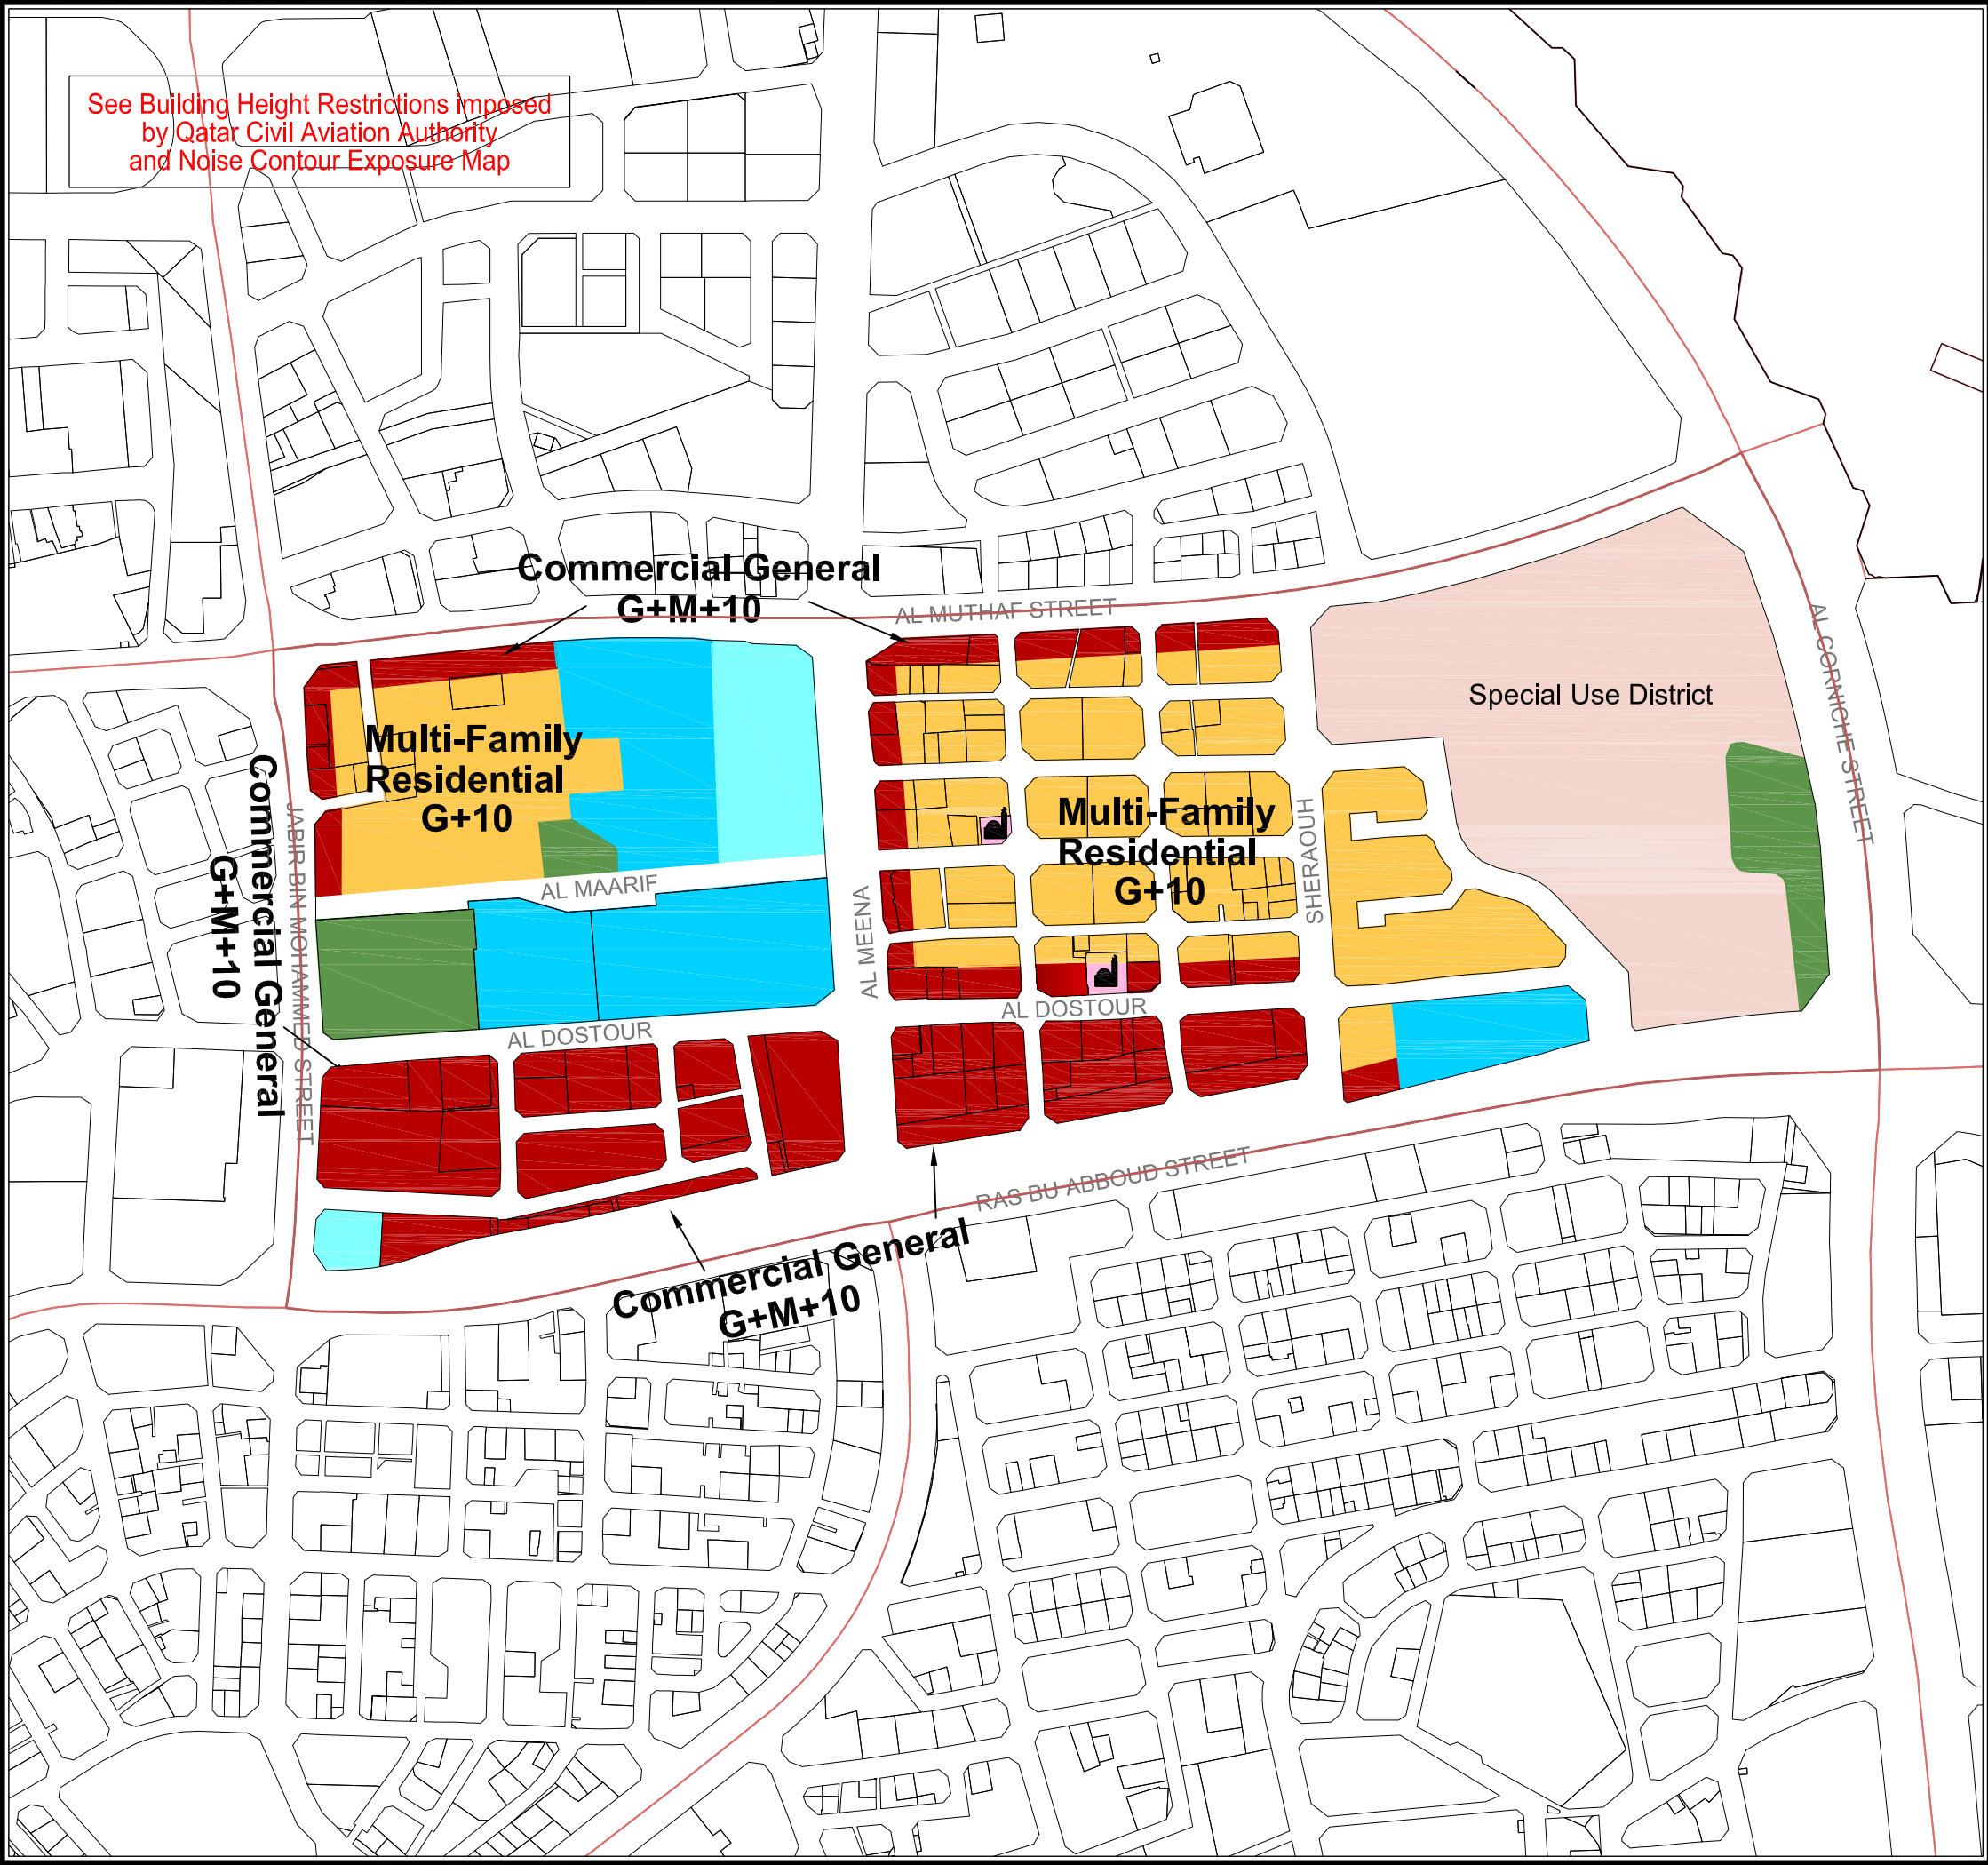 See Building Height Restrictions imposed
by Qatar Civil Aviation Authority
and Noise Contour Exposure Map
Commercial General
G+M+10
AL MUTHAF STREET
AL CORNICHE STREET
Special Use District
Multi-Family
Residential
G+10
Commercial General
G+M+10
JABIR BIN MOHAMMED STREET
Multi-Family
Residential
G+10
SHERAOUH
AL MAARIF
AL MEENA
AL DOSTOUR
AL DOSTOUR
RAS BU ABBOUD STREET
Commercial General
G+M+10